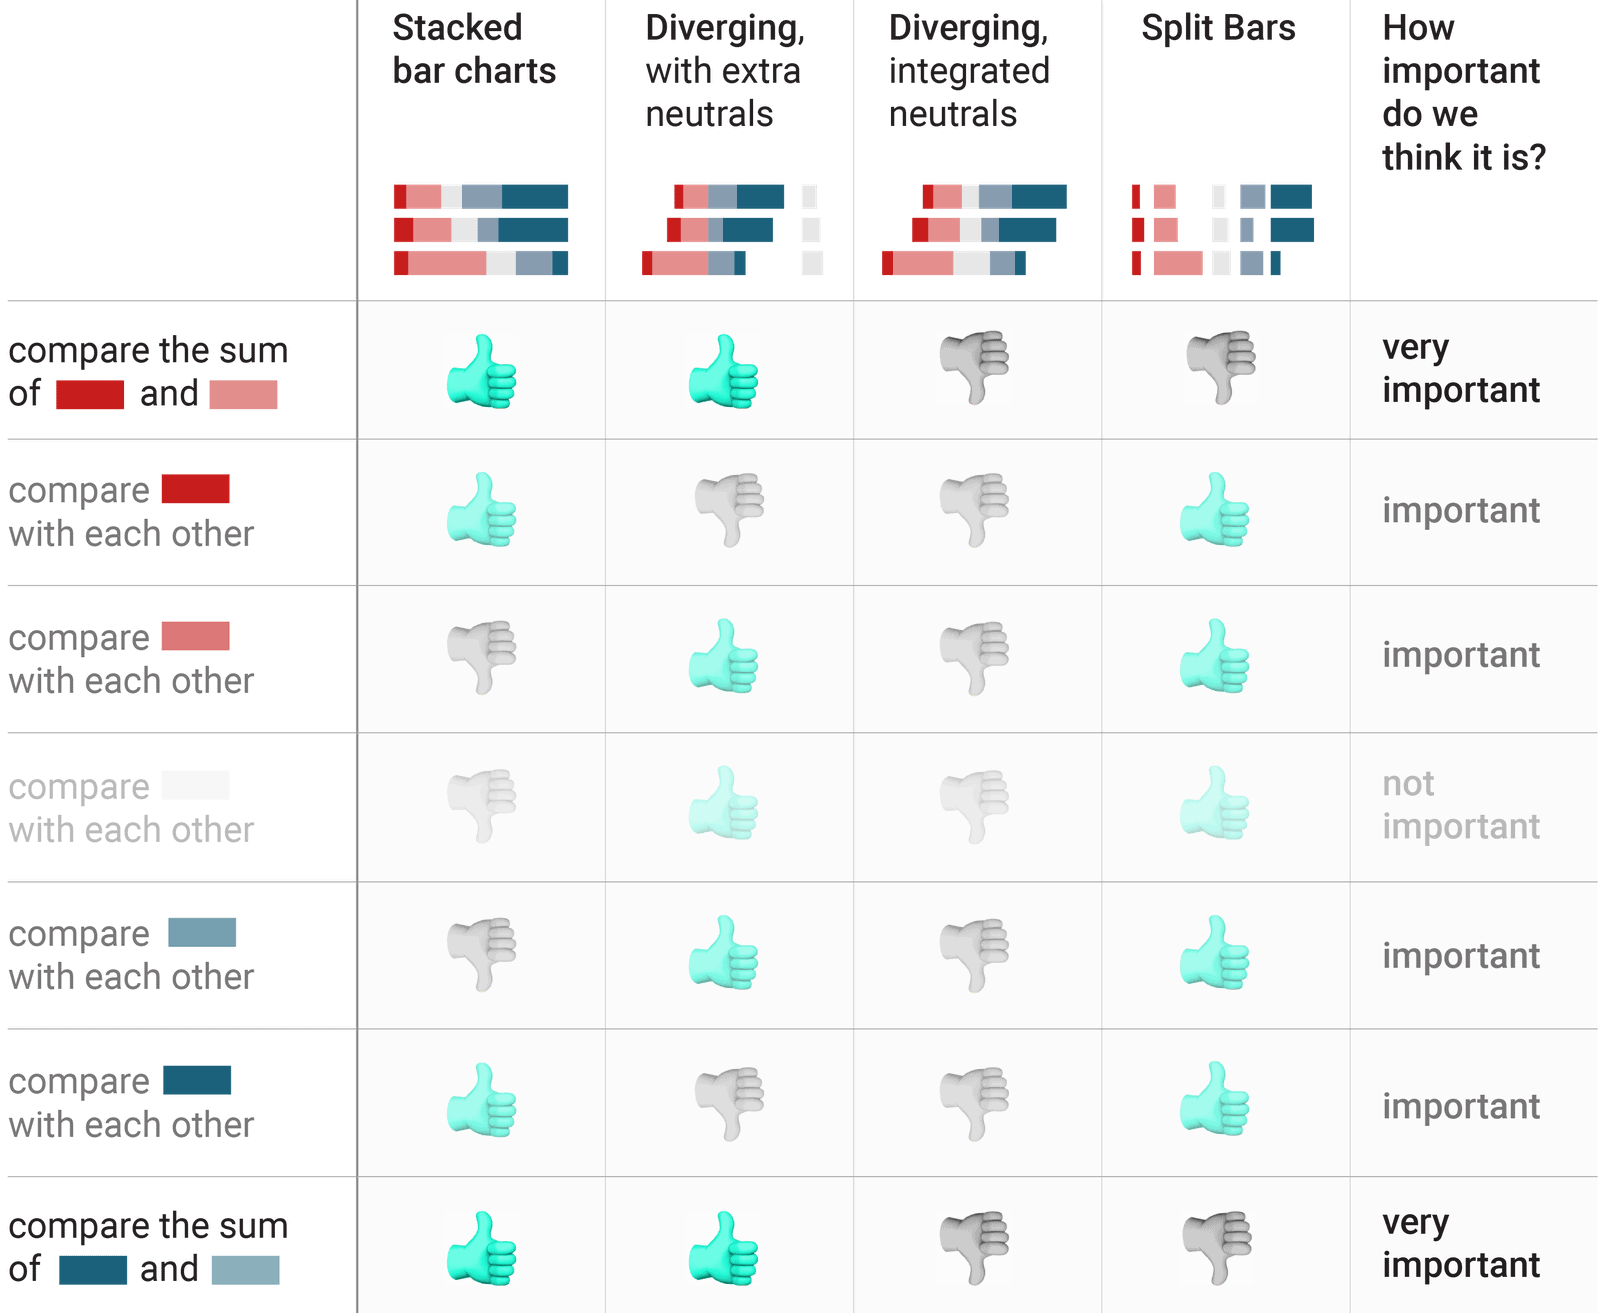 Stacked
bar charts
Diverging,
with extra
neutrals
Diverging,
integrated
neutrals
Split Bars
How
important
do we
think it is?
compare the sum
of and
very
important
compare
with each other
important
compare
with each other
important
compare
with each other
not
important
compare
with each other
important
compare
with each other
important
compare the sum
of and
very
important